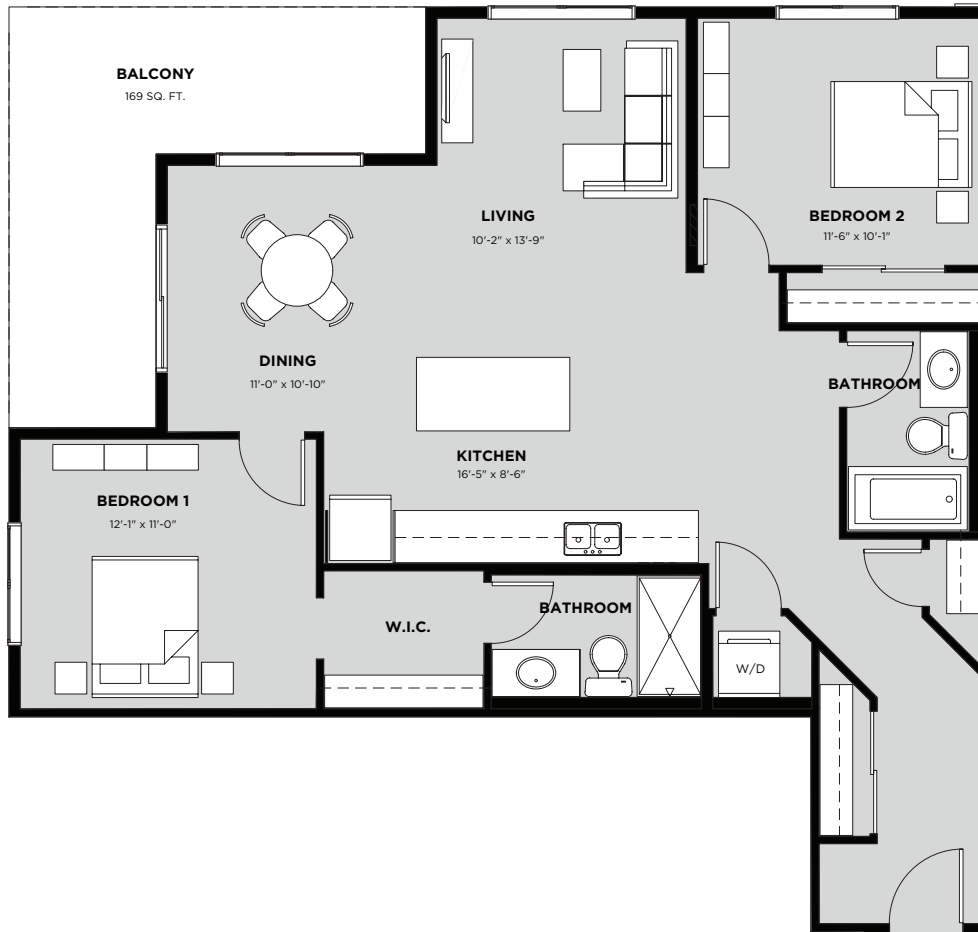 BALCONY
169 SQ. FT.
LIVING
10'-2" x 13'-9"
BEDROOM 2
11'-6" x 10'-1"
DINING
11'-0" x 10'-10"
BATHROOM
KITCHEN
16'-5" x 8'-6"
BEDROOM 1
12'-1" x 11'-0"
BATHROOM
W.I.C.
W/D